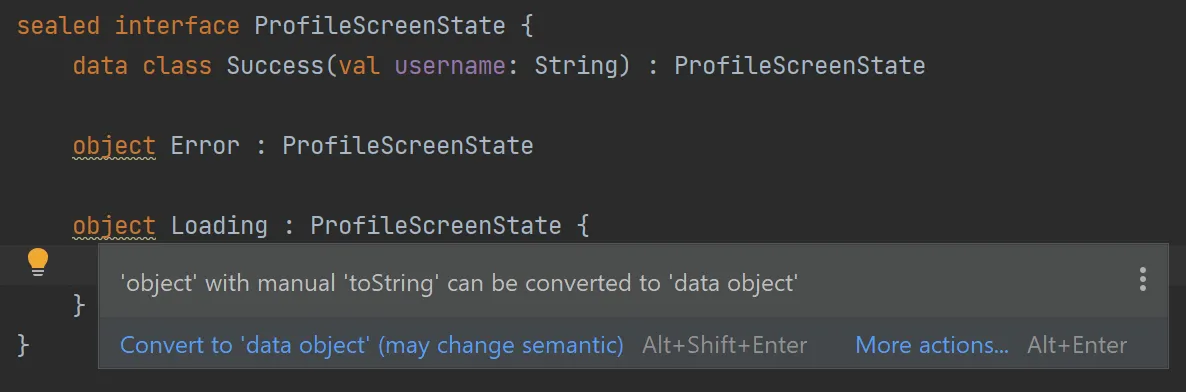 sealed interface ProfileScreenState {
data class Success(val username: String) : ProfileScreenState
object Error : ProfileScreenState
object Loading : ProfileScreenState {
'object' with manual 'toString' can be converted to 'data object'
}
Convert to 'data object' (may change semantic) Alt+Shift+Enter More actions... Alt+Enter
}